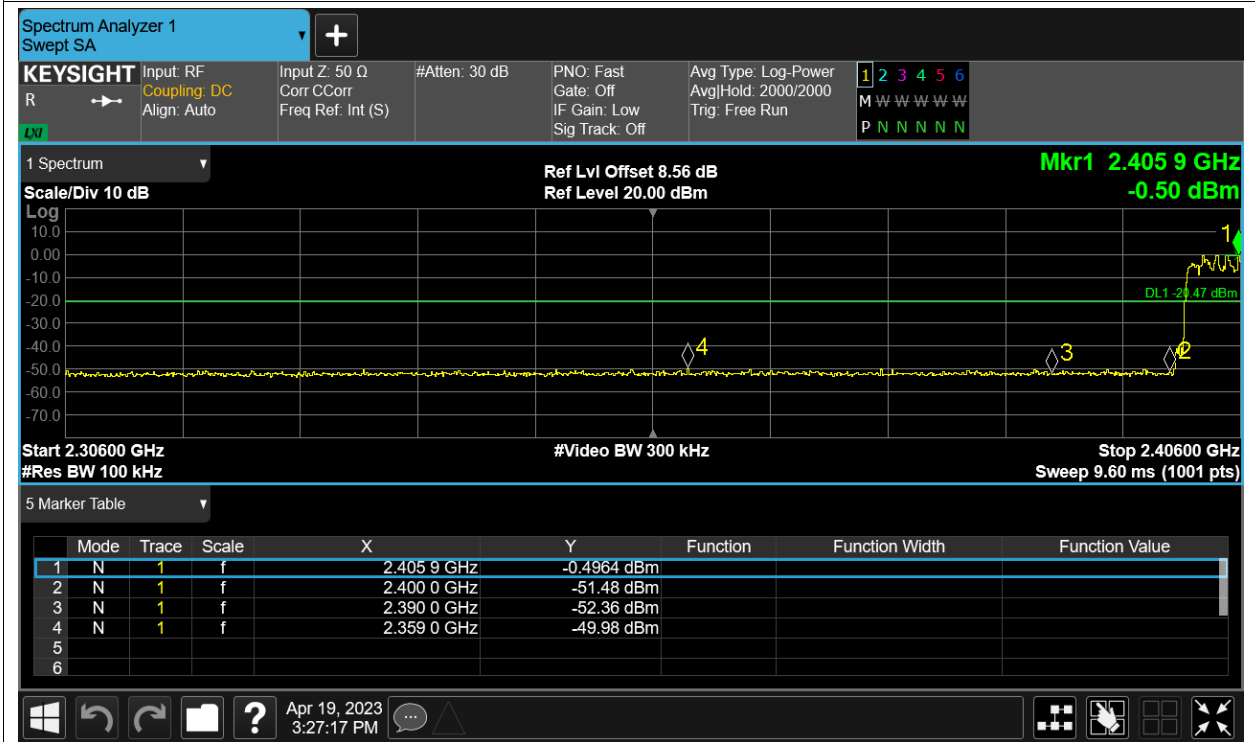 Spectrum Analyzer 1
Swept SA
+
KEYSIGHT
R
LXI
Input: RF
Coupling: DC
Align: Auto
Input Z: 50 Ω
Corr CCorr
Freq Ref: Int (S)
#Atten: 30 dB
PNO: Fast
Gate: Off
IF Gain: Low
Sig Track: Off
Avg Type: Log-Power
Avg|Hold: 2000/2000
Trig: Free Run
1 2 3 4 5 6
M W W W W W
P N N N N N
1 Spectrum
Scale/Div 10 dB
Ref Lvl Offset 8.56 dB
Ref Level 20.00 dBm
Mkr1 2.405 9 GHz
-0.50 dBm
Log
10.0
0.00
-10.0
-20.0
-30.0
-40.0
-50.0
-60.0
-70.0
1
DL1 -20.47 dBm
4
3
2
Start 2.30600 GHz
#Video BW 300 kHz
Stop 2.40600 GHz
#Res BW 100 kHz
Sweep 9.60 ms (1001 pts)
5 Marker Table
Mode Trace Scale X Y Function Function Width Function Value
1 N 1 f 2.405 9 GHz -0.4964 dBm
2 N 1 f 2.400 0 GHz -51.48 dBm
3 N 1 f 2.390 0 GHz -52.36 dBm
4 N 1 f 2.359 0 GHz -49.98 dBm
5
6
?
Apr 19, 2023
3:27:17 PM